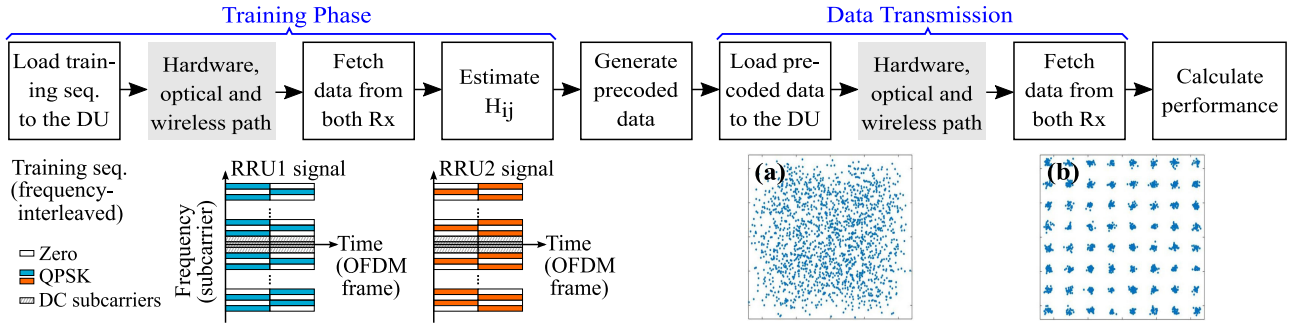 Training Phase
Data Transmission
Load train-
ing seq.
to the DU
Hardware,
optical and
wireless path
Fetch
data from
both Rx
Estimate
Hij
Generate
precoded
data
Load pre-
coded data
to the DU
Hardware,
optical and
wireless path
Fetch
data from
both Rx
Calculate
performance
Training seq.
(frequency-
interleaved)
Zero
QPSK
DC subcarriers
RRU1 signal
Frequency
(subcarrier)
Time
(OFDM
frame)
RRU2 signal
Time
(OFDM
frame)
(a)
(b)